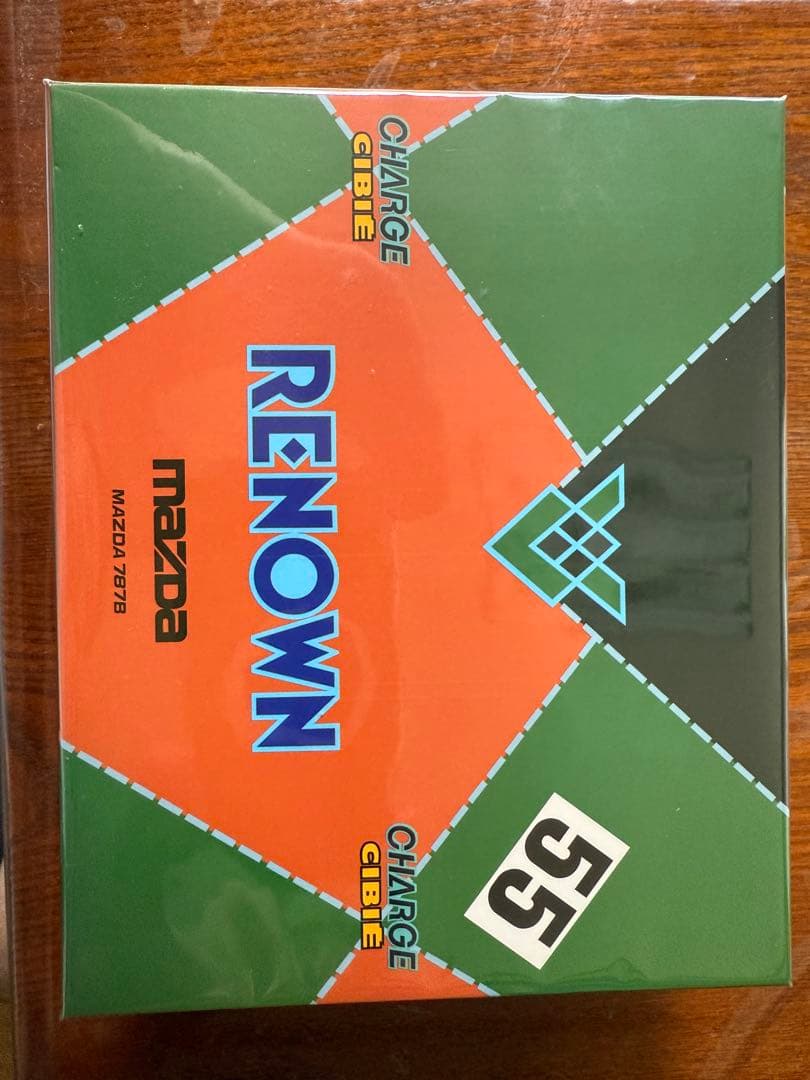 55
CHARGE
CIBIÉ
CHARGE
CIBIÉ
RENOWN
mazda
MAZDA 787B